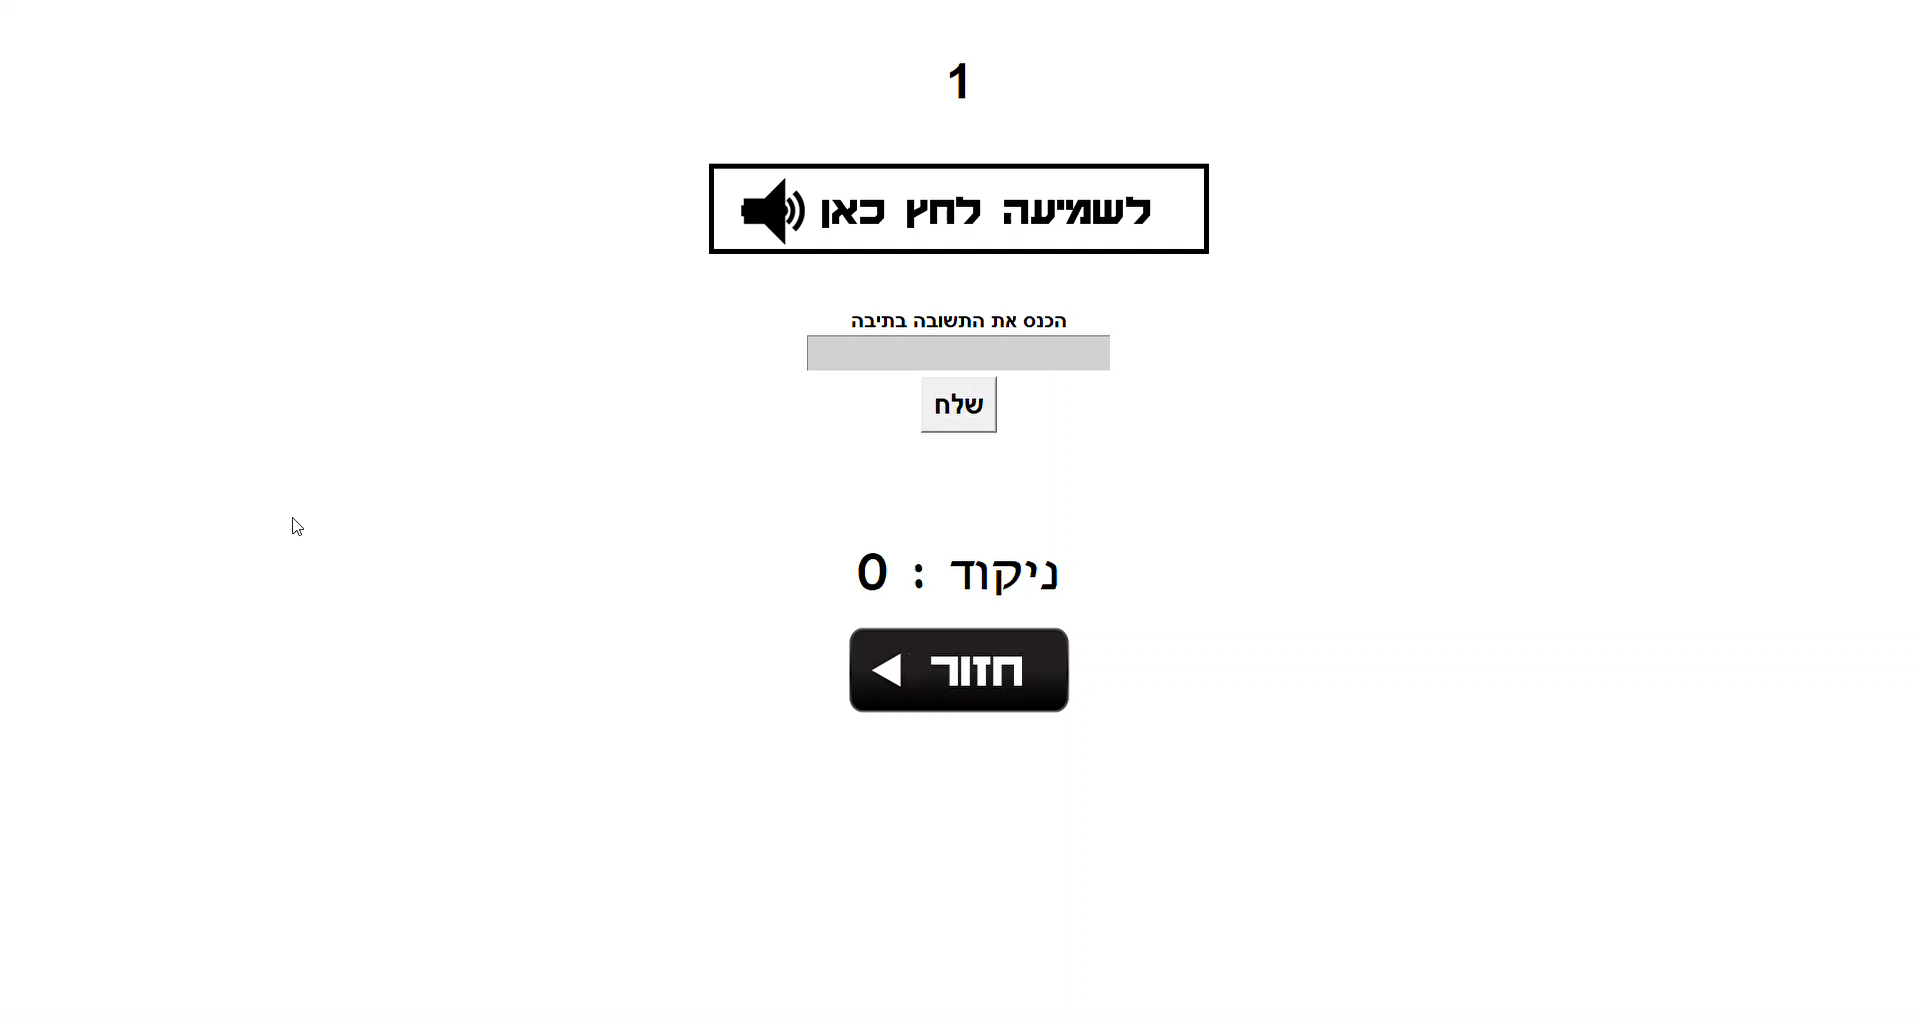 1
לשמיעה לחץ כאן
הכנס את התשובה בתיבה
שלח
ניקוד : 0
חזור